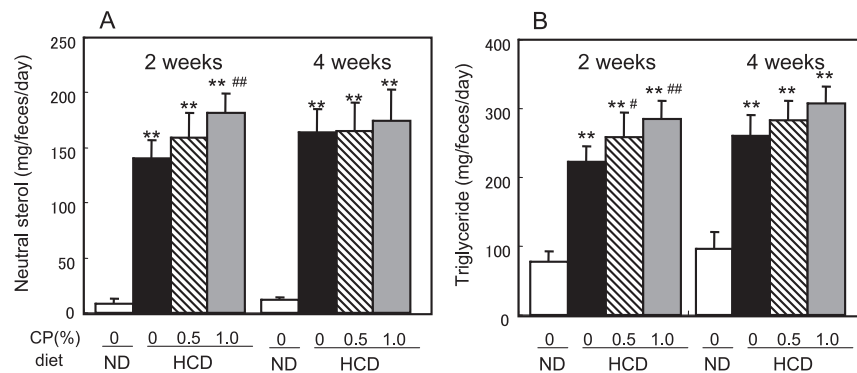 A
Neutral sterol (mg/feces/day)
250
200
150
100
50
0
2 weeks
4 weeks
** ** ** ##
** ** **
CP(%) 0 0 0.5 1.0 0 0 0.5 1.0
diet ND HCD ND HCD
B
Triglyceride (mg/feces/day)
400
300
200
100
0
2 weeks
4 weeks
** ** # ** ##
** ** **
0 0 0.5 1.0 0 0 0.5 1.0
ND HCD ND HCD